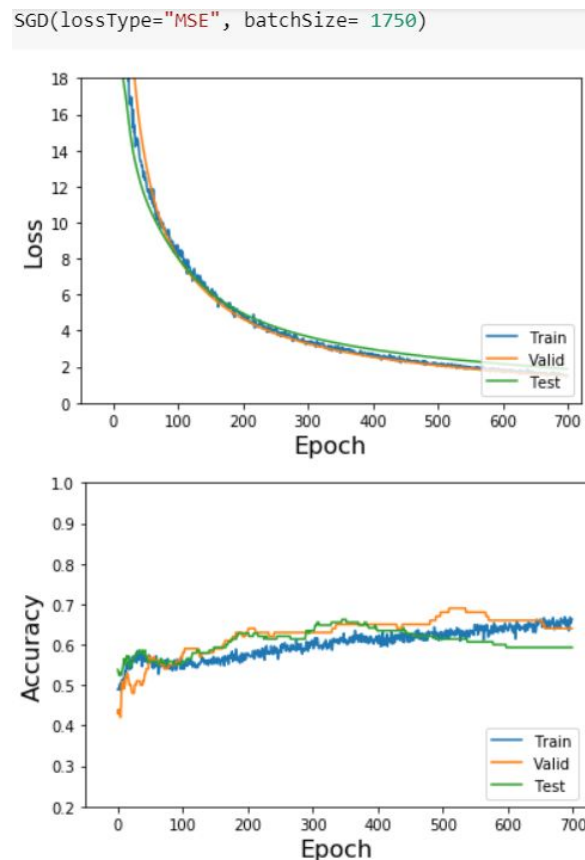 SGD(lossType="MSE", batchSize= 1750)
18
16
14
12
10
8
6
4
2
0
Loss
Train
Valid
Test
0 100 200 300 400 500 600 700
Epoch
1.0
0.9
0.8
0.7
0.6
0.5
0.4
0.3
0.2
Accuracy
Train
Valid
Test
0 100 200 300 400 500 600 700
Epoch